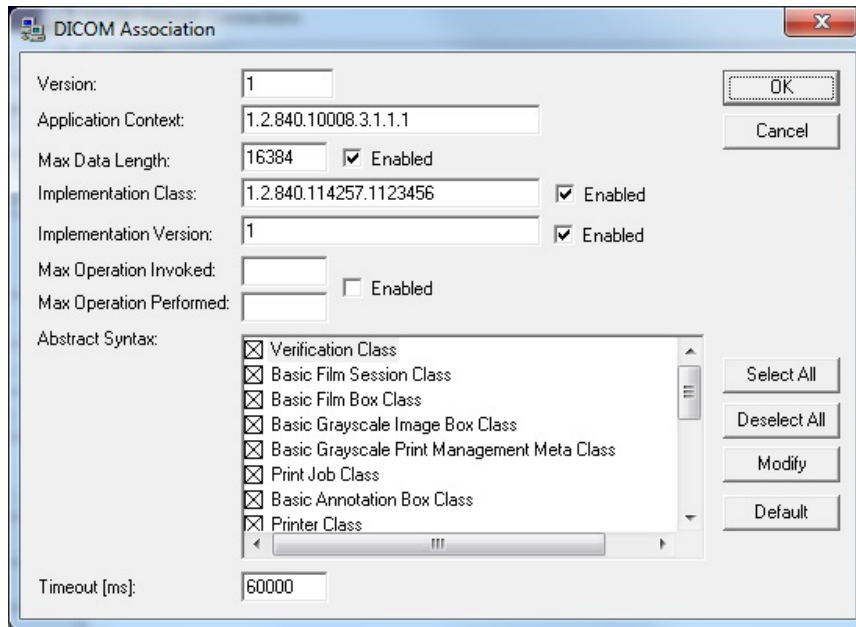 DICOM Association
Version: 1
OK
Application Context: 1.2.840.10008.3.1.1.1
Cancel
Max Data Length: 16384 Enabled
Implementation Class: 1.2.840.114257.1123456 Enabled
Implementation Version: 1 Enabled
Max Operation Invoked:
Enabled
Max Operation Performed:
Abstract Syntax:
Verification Class
Basic Film Session Class
Basic Film Box Class
Basic Grayscale Image Box Class
Basic Grayscale Print Management Meta Class
Print Job Class
Basic Annotation Box Class
Printer Class
Select All
Deselect All
Modify
Default
Timeout [ms]: 60000